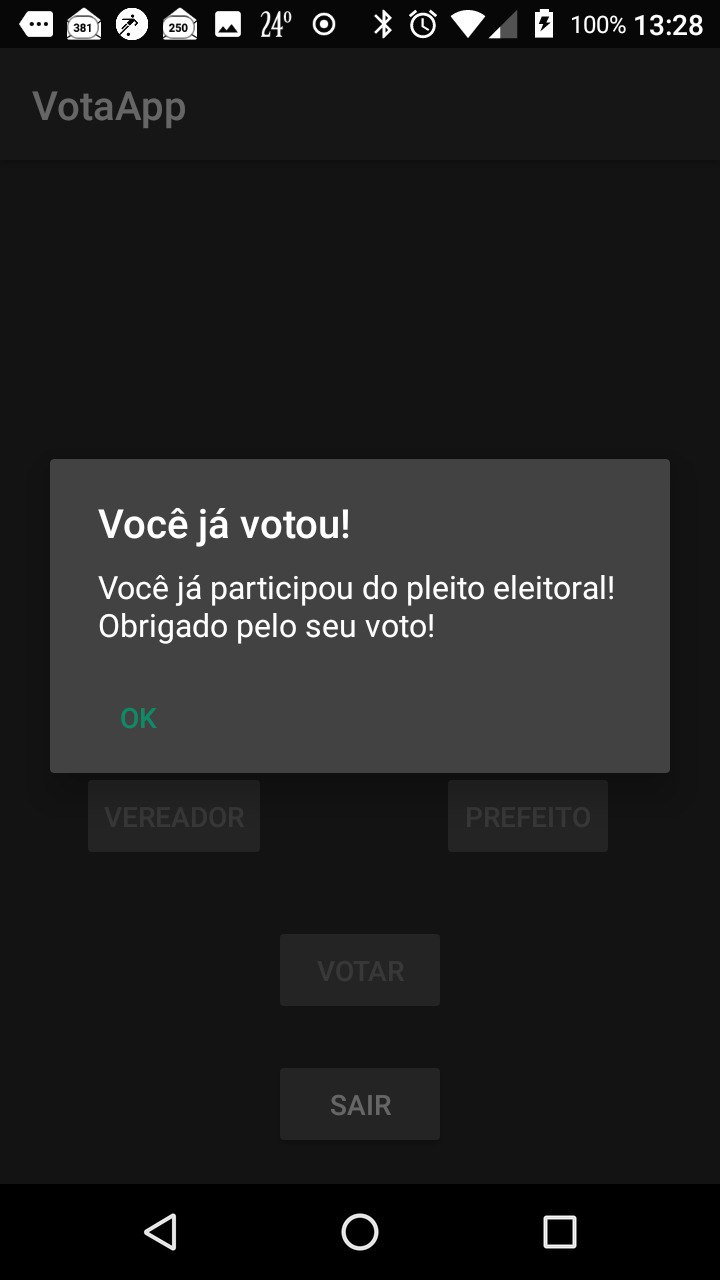 381 250 24º 100% 13:28
VotaApp
Você já votou!
Você já participou do pleito eleitoral!
Obrigado pelo seu voto!
OK
VEREADOR PREFEITO
VOTAR
SAIR